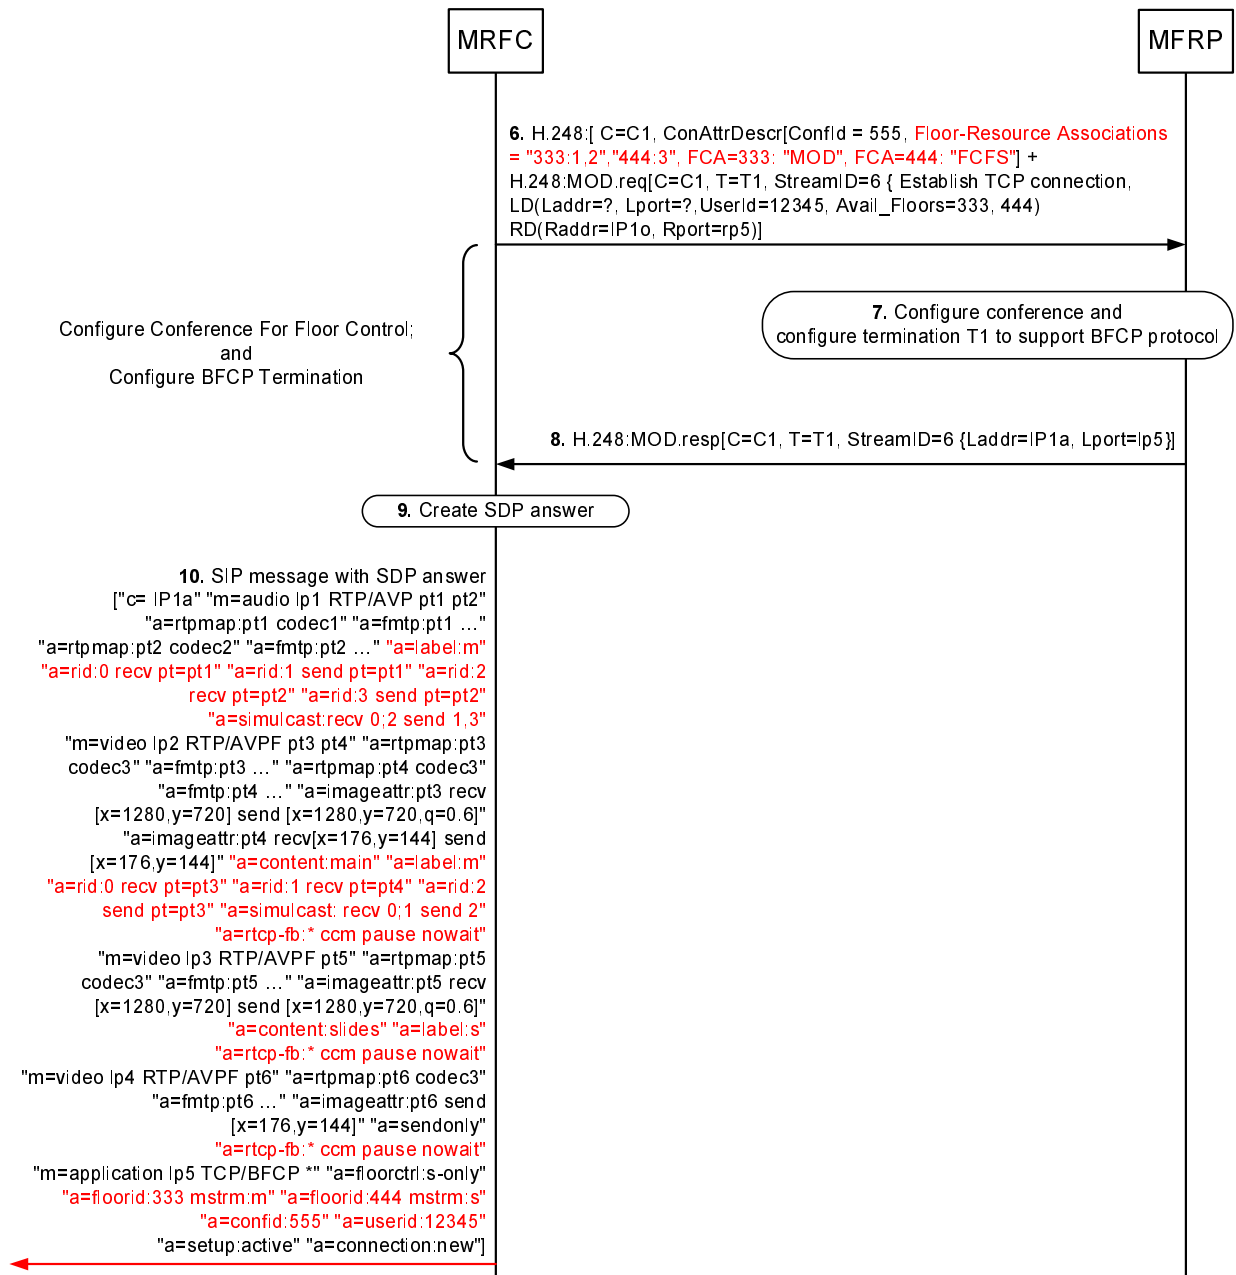 MRFC
MFRP
6. H.248:[ C=C1, ConAttrDescr[ConfId = 555, Floor-Resource Associations
= "333:1,2","444:3", FCA=333: "MOD", FCA=444: "FCFS"] +
H.248:MOD.req[C=C1, T=T1, StreamID=6 { Establish TCP connection,
LD(Laddr=?, Lport=?,UserId=12345, Avail_Floors=333, 444)
RD(Raddr=IP1o, Rport=rp5)]
Configure Conference For Floor Control;
and
Configure BFCP Termination
7. Configure conference and
configure termination T1 to support BFCP protocol
8. H.248:MOD.resp[C=C1, T=T1, StreamID=6 {Laddr=IP1a, Lport=lp5}]
9. Create SDP answer
10. SIP message with SDP answer
["c= IP1a" "m=audio lp1 RTP/AVP pt1 pt2"
"a=rtpmap:pt1 codec1" "a=fmtp:pt1 ..."
"a=rtpmap:pt2 codec2" "a=fmtp:pt2 ..." "a=label:m"
"a=rid:0 recv pt=pt1" "a=rid:1 send pt=pt1" "a=rid:2
recv pt=pt2" "a=rid:3 send pt=pt2"
"a=simulcast:recv 0;2 send 1,3"
"m=video lp2 RTP/AVPF pt3 pt4" "a=rtpmap:pt3
codec3" "a=fmtp:pt3 ..." "a=rtpmap:pt4 codec3"
"a=fmtp:pt4 ..." "a=imageattr:pt3 recv
[x=1280,y=720] send [x=1280,y=720,q=0.6]"
"a=imageattr:pt4 recv[x=176,y=144] send
[x=176,y=144]" "a=content:main" "a=label:m"
"a=rid:0 recv pt=pt3" "a=rid:1 recv pt=pt4" "a=rid:2
send pt=pt3" "a=simulcast: recv 0;1 send 2"
"a=rtcp-fb:* ccm pause nowait"
"m=video lp3 RTP/AVPF pt5" "a=rtpmap:pt5
codec3" "a=fmtp:pt5 ..." "a=imageattr:pt5 recv
[x=1280,y=720] send [x=1280,y=720,q=0.6]"
"a=content:slides" "a=label:s"
"a=rtcp-fb:* ccm pause nowait"
"m=video lp4 RTP/AVPF pt6" "a=rtpmap:pt6 codec3"
"a=fmtp:pt6 ..." "a=imageattr:pt6 send
[x=176,y=144]" "a=sendonly"
"a=rtcp-fb:* ccm pause nowait"
"m=application lp5 TCP/BFCP *" "a=floorctrl:s-only"
"a=floorid:333 mstrm:m" "a=floorid:444 mstrm:s"
"a=confid:555" "a=userid:12345"
"a=setup:active" "a=connection:new"]